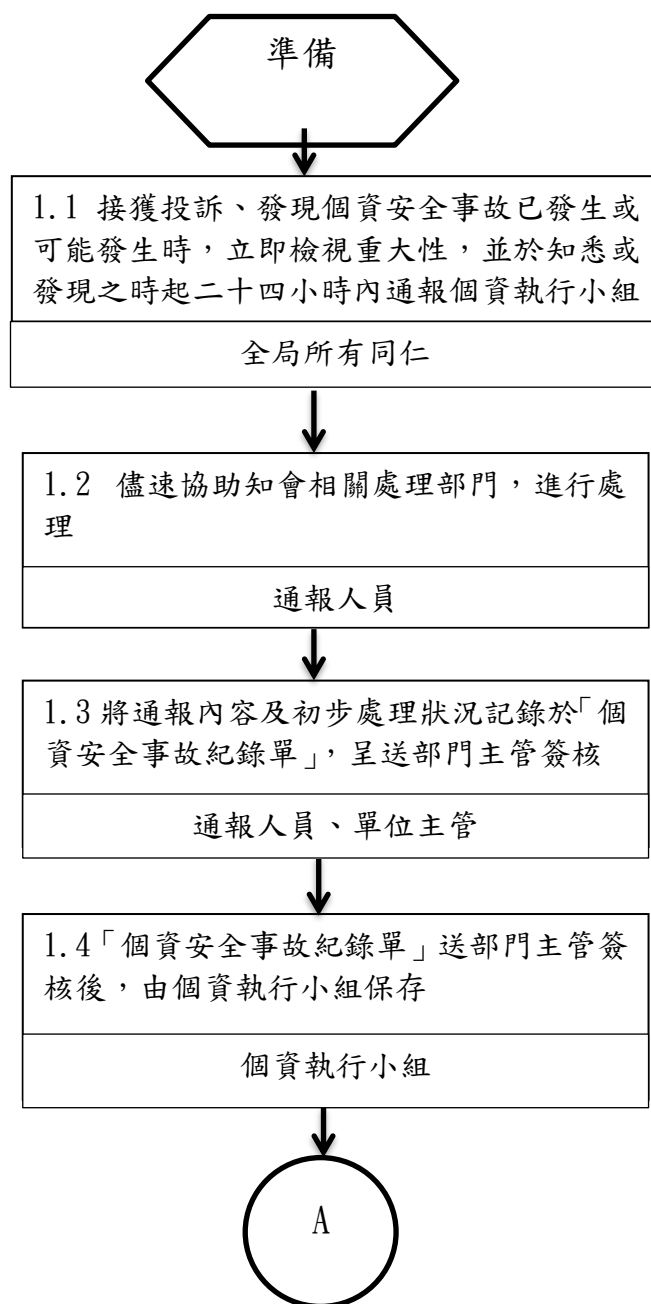 準備
1.1 接獲投訴、發現個資安全事故已發生或
可能發生時，立即檢視重大性，並於知悉或
發現之時起二十四小時內通報個資執行小組
全局所有同仁
1.2 儘速協助知會相關處理部門，進行處
理
通報人員
1.3 將通報內容及初步處理狀況記錄於「個
資安全事故紀錄單」，呈送部門主管簽核
通報人員、單位主管
1.4「個資安全事故紀錄單」送部門主管簽
核後，由個資執行小組保存
個資執行小組
A